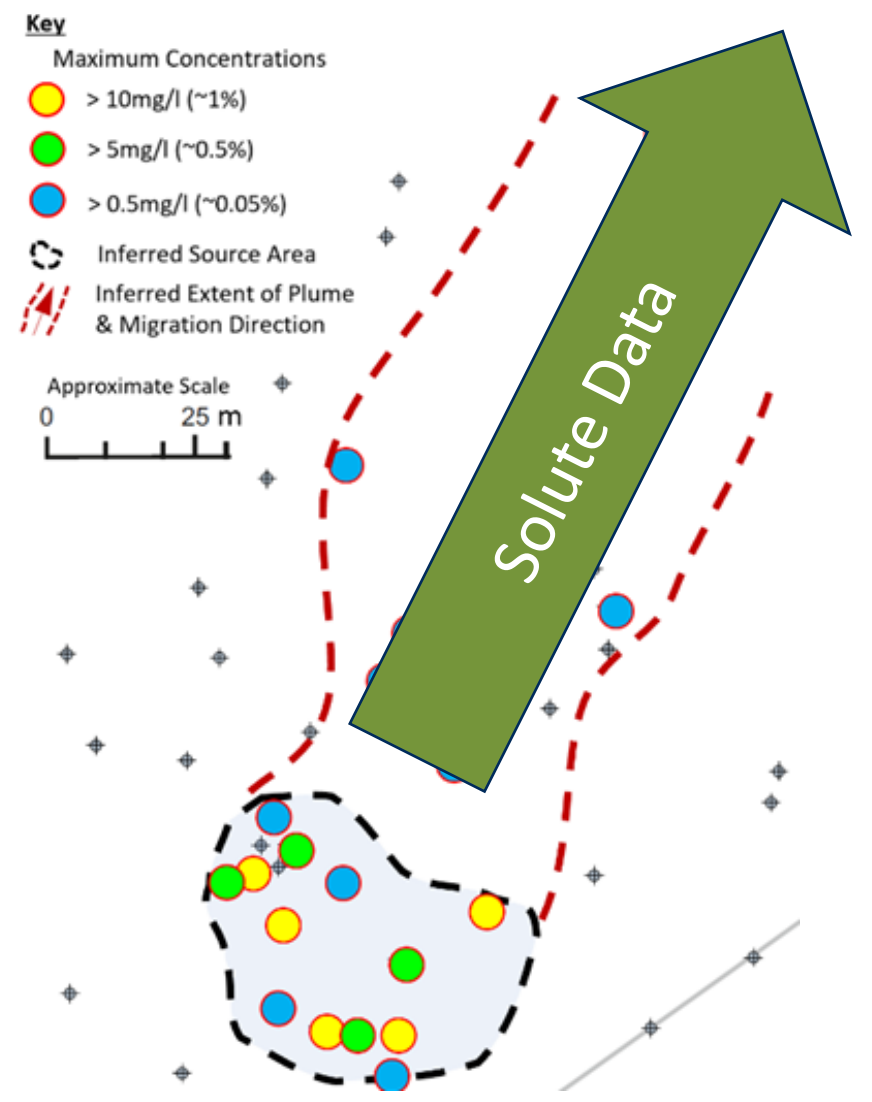 Key
Maximum Concentrations
> 10mg/l (~1%)
> 5mg/l (~0.5%)
> 0.5mg/l (~0.05%)
Inferred Source Area
Inferred Extent of Plume
& Migration Direction
Approximate Scale
0 25 m
Solute Data